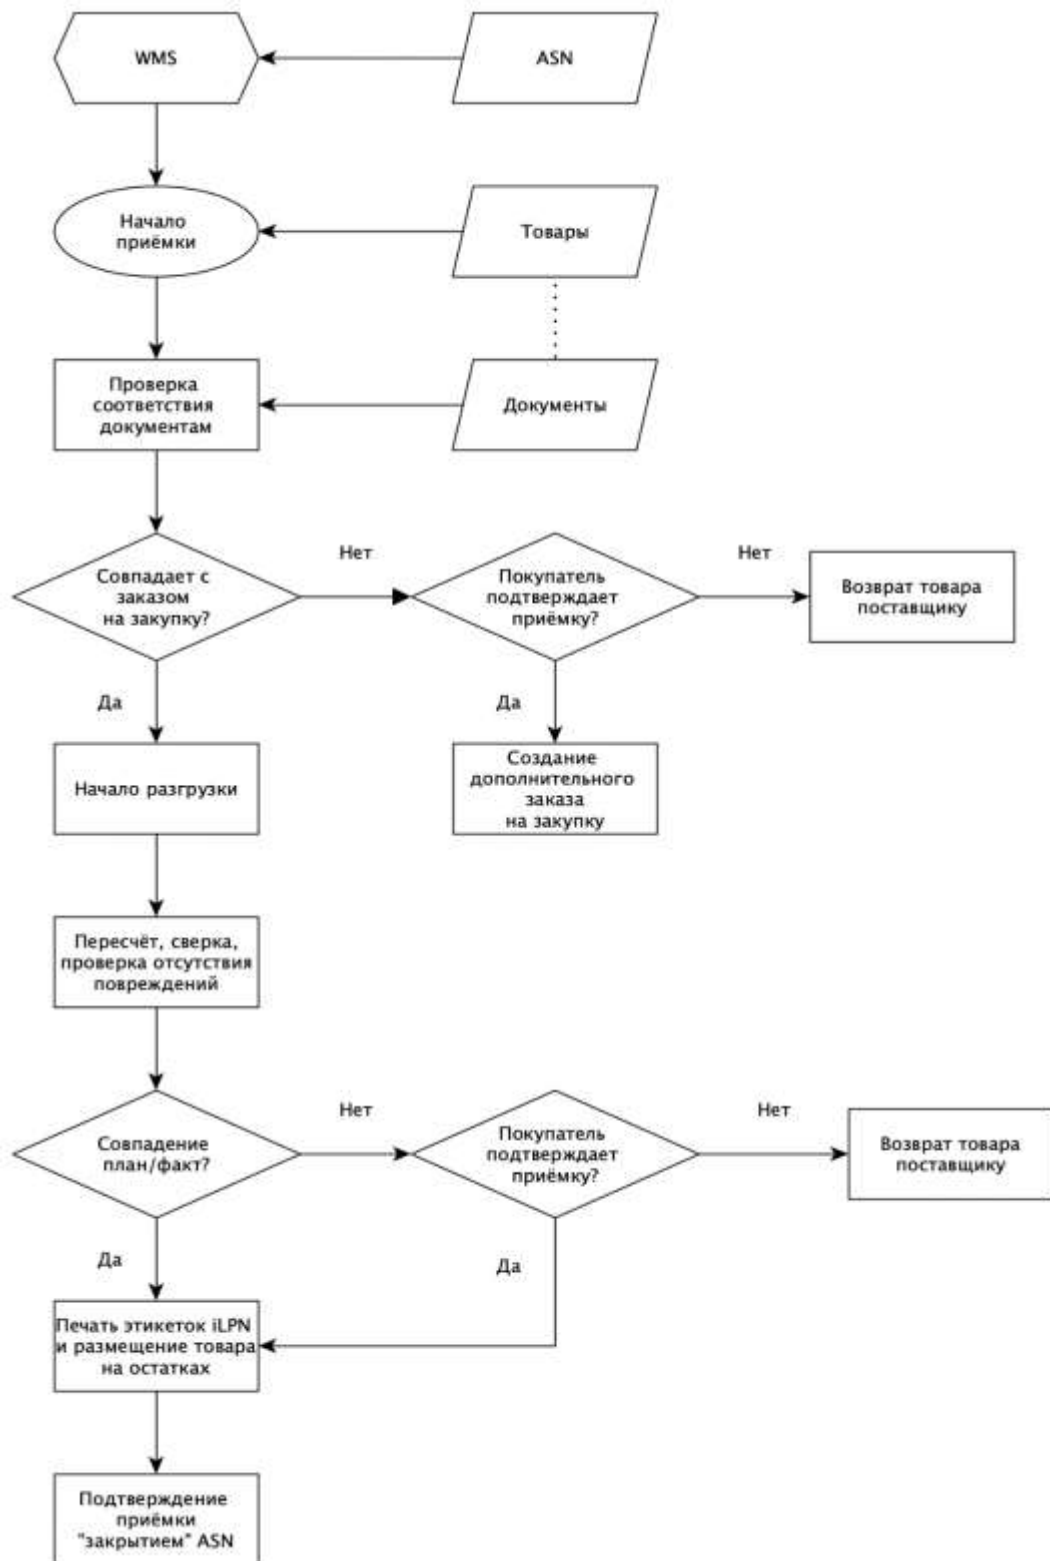 WMS
ASN
Начало
приёмки
Товары
Проверка
соответствия
документам
Документы
Совпадает с
заказом
на закупку?
Нет
Покупатель
подтверждает
приёмку?
Нет
Возврат товара
поставщику
Да
Да
Начало разгрузки
Создание
дополнительного
заказа
на закупку
Пересчёт, сверка,
проверка отсутствия
повреждений
Совпадение
план/факт?
Нет
Покупатель
подтверждает
приёмку?
Нет
Возврат товара
поставщику
Да
Да
Печать этикеток iLPN
и размещение товара
на остатках
Подтверждение
приёмки
"закрытием" ASN